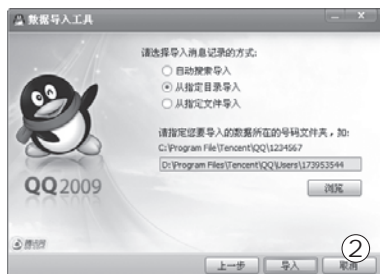 数据导入工具
请选择导入消息记录的方式:
自动搜索导入
从指定目录导入
从指定文件导入
请指定您要导入的数据所在的号码文件夹，如:
C:\Program File\Tencent\QQ\1234567
D:\Program Files\Tencent\QQ\Users\173953544
浏览
QQ2009
腾讯网
上一步
导入
取消
②